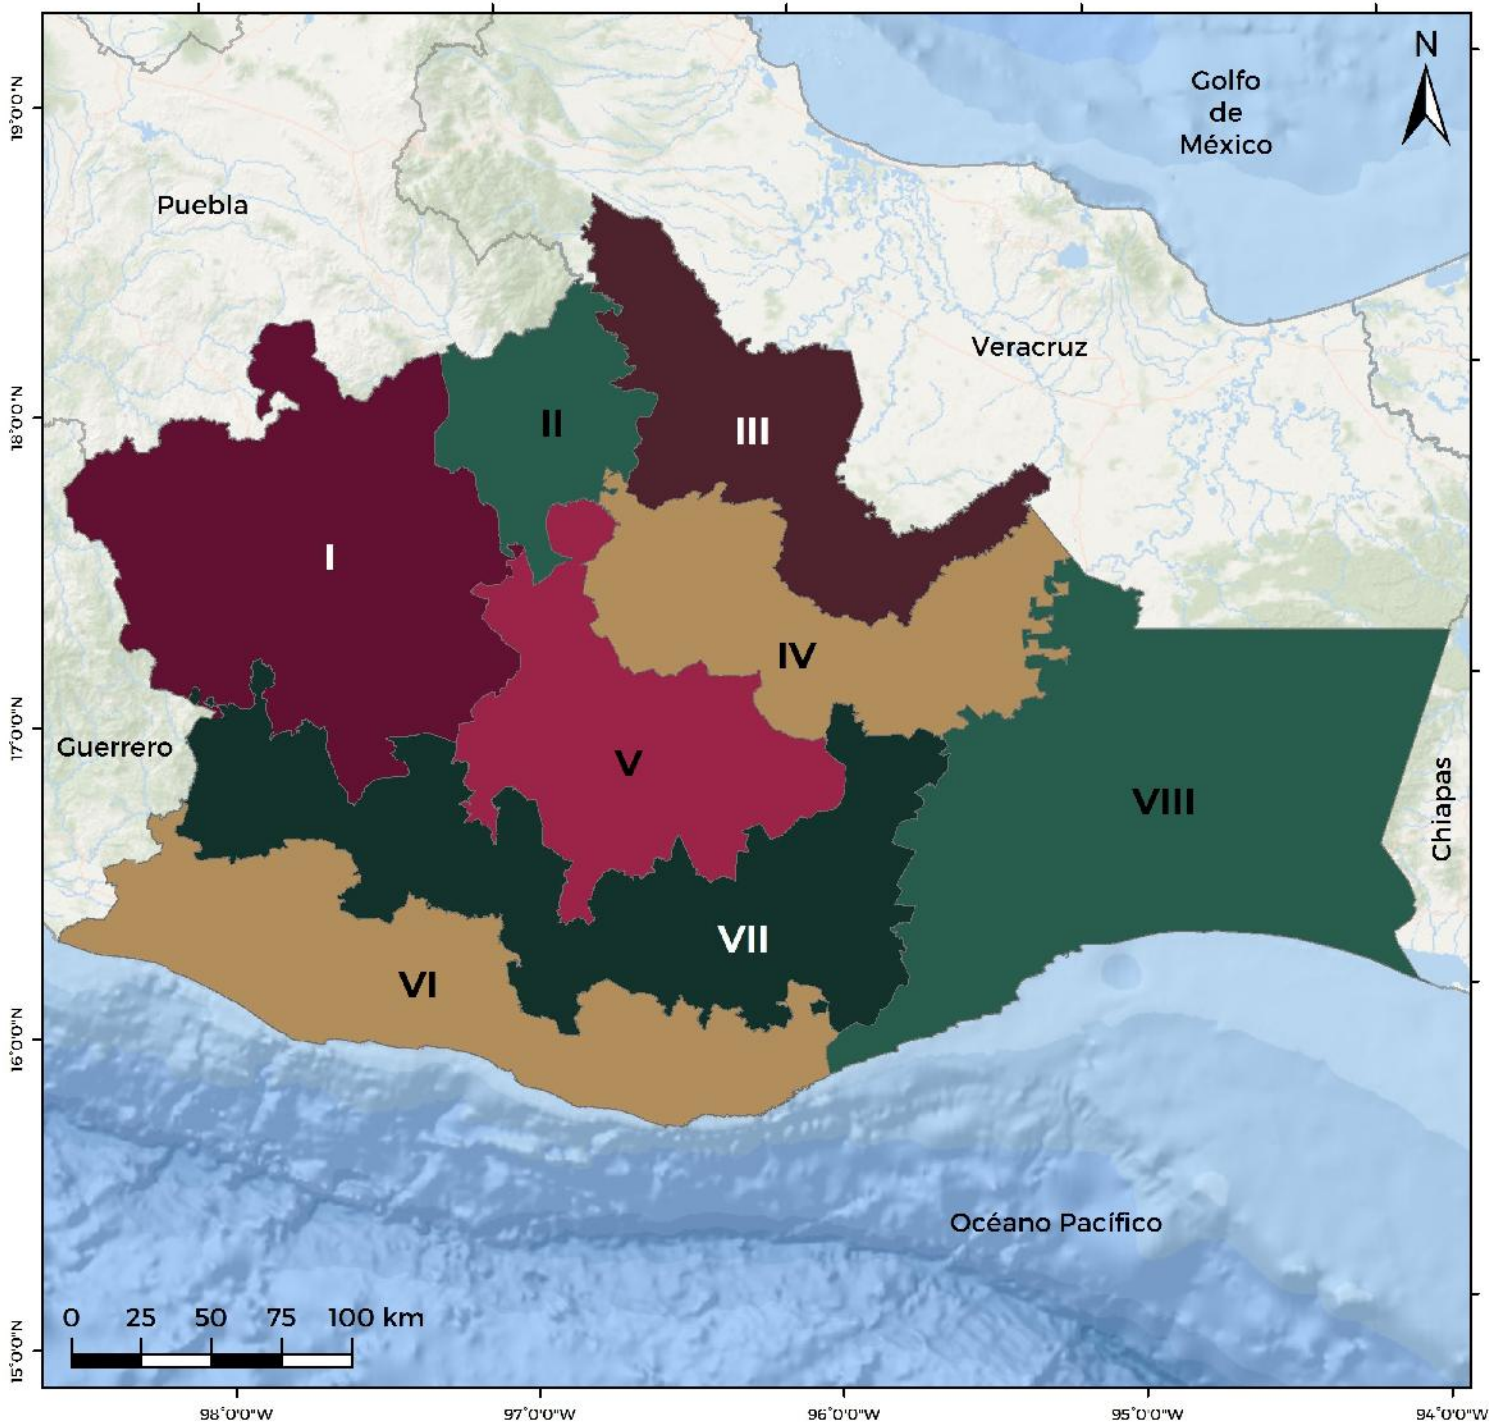 N
Golfo
de
México
19°0'0"N
Puebla
Veracruz
18°0'0"N
II
III
I
IV
17°0'0"N
Guerrero
V
VIII
Chiapas
VII
VI
16°0'0"N
Océano Pacífico
0 25 50 75 100 km
15°0'0"N
98°0'0"W 97°0'0"W 96°0'0"W 95°0'0"W 94°0'0"W